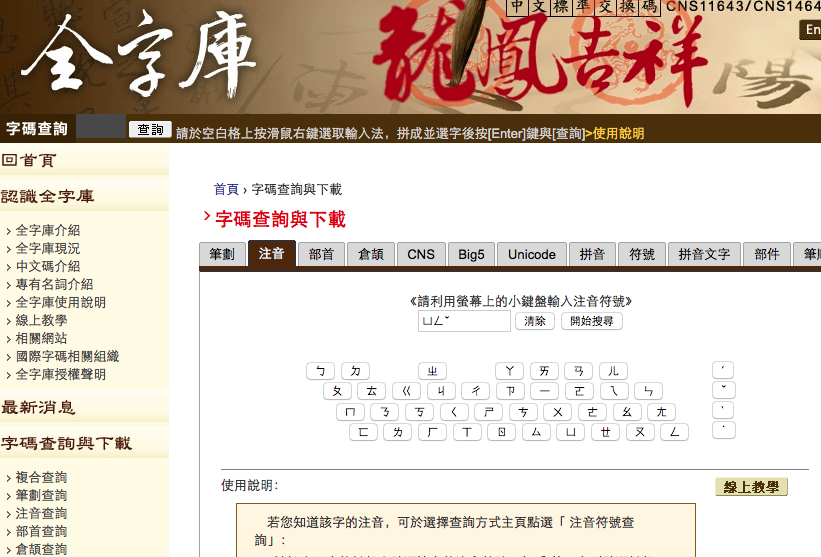 中文標準交換碼 CNS11643/CNS1464
全字庫
龍鳳吉祥
陽
En
字碼查詢 查詢 請於空白格上按滑鼠右鍵選取輸入法，拼成並選字後按[Enter]鍵與[查詢]>使用說明
回首頁
認識全字庫
› 全字庫介紹
› 全字庫現況
› 中文碼介紹
› 專有名詞介紹
› 全字庫使用說明
› 線上教學
› 相關網站
› 國際字碼相關組織
› 全字庫授權聲明
最新消息
字碼查詢與下載
› 複合查詢
› 筆劃查詢
› 注音查詢
› 部首查詢
› 倉頡查詢
首頁 › 字碼查詢與下載
› 字碼查詢與下載
筆劃 注音 部首 倉頡 CNS Big5 Unicode 拼音 符號 拼音文字 部件 筆順
《請利用螢幕上的小鍵盤輸入注音符號》
ㄩㄥˇ 清除 開始搜尋
ㄅ ㄉ ㄓ ㄚ ㄞ ㄢ ㄦ ˊ
ㄆ ㄊ ㄍ ㄐ ㄔ ㄗ ㄧ ㄛ ㄟ ㄣ ˇ
ㄇ ㄋ ㄎ ㄑ ㄕ ㄘ ㄨ ㄜ ㄠ ㄤ ˋ
ㄈ ㄌ ㄏ ㄒ ㄖ ㄙ ㄩ ㄝ ㄡ ㄥ ˙
使用說明：
線上教學
若您知道該字的注音，可於選擇查詢方式主頁點選「 注音符號查
詢」：